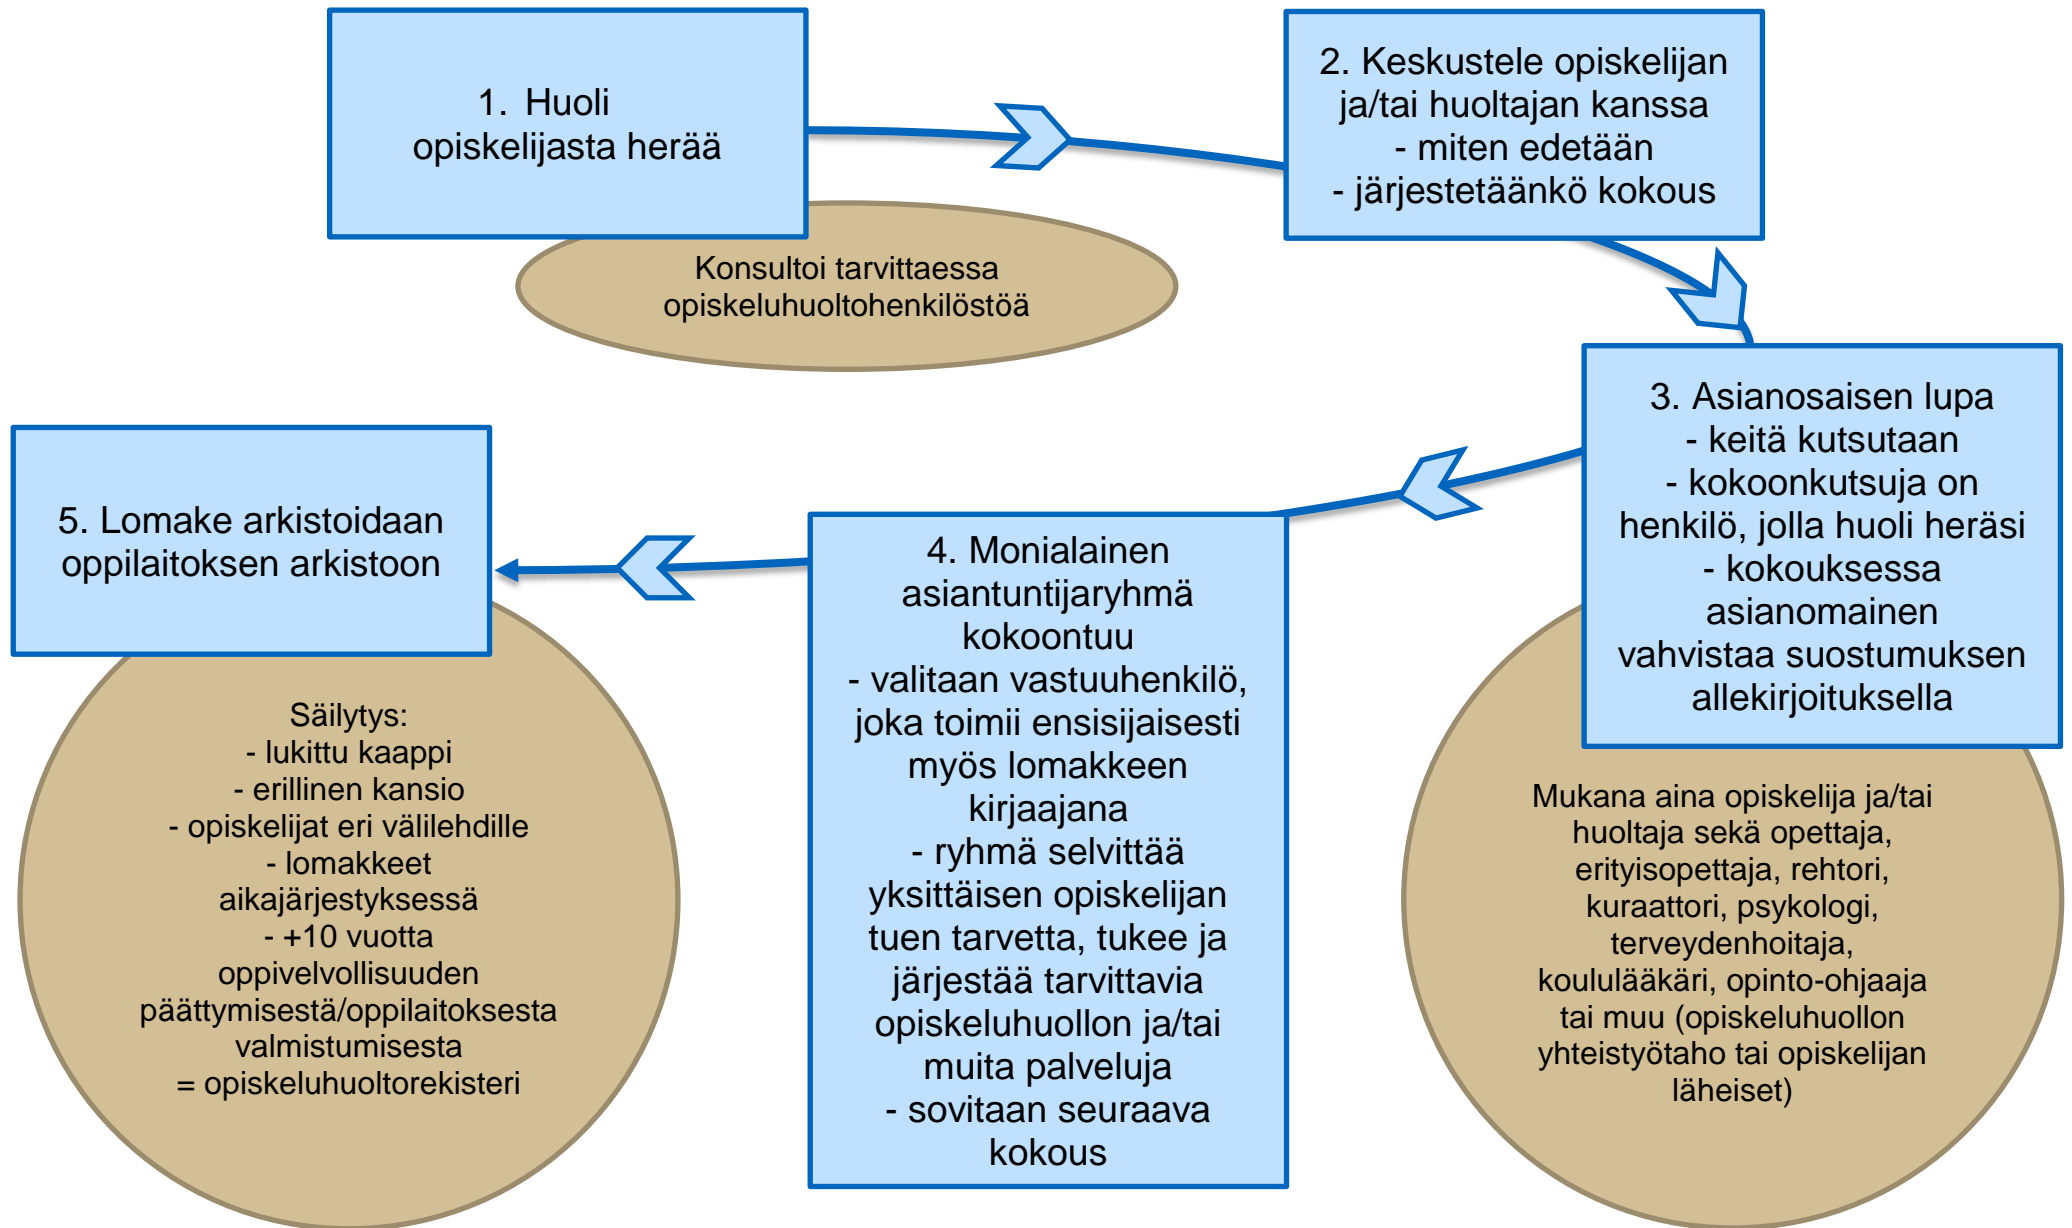 1. Huoli
opiskelijasta herää
Konsultoi tarvittaessa
opiskeluhuoltohenkilöstöä
2. Keskustele opiskelijan
ja/tai huoltajan kanssa
- miten edetään
- järjestetäänkö kokous
3. Asianosaisen lupa
- keitä kutsutaan
- kokoonkutsuja on
henkilö, jolla huoli heräsi
- kokouksessa
asianomainen
vahvistaa suostumuksen
allekirjoituksella
Mukana aina opiskelija ja/tai
huoltaja sekä opettaja,
erityisopettaja, rehtori,
kuraattori, psykologi,
terveydenhoitaja,
koululääkäri, opinto-ohjaaja
tai muu (opiskeluhuollon
yhteistyötaho tai opiskelijan
läheiset)
4. Monialainen
asiantuntijaryhmä
kokoontuu
- valitaan vastuuhenkilö,
joka toimii ensisijaisesti
myös lomakkeen
kirjaajana
- ryhmä selvittää
yksittäisen opiskelijan
tuen tarvetta, tukee ja
järjestää tarvittavia
opiskeluhuollon ja/tai
muita palveluja
- sovitaan seuraava
kokous
5. Lomake arkistoidaan
oppilaitoksen arkistoon
Säilytys:
- lukittu kaappi
- erillinen kansio
- opiskelijat eri välilehdille
- lomakkeet
aikajärjestyksessä
- +10 vuotta
oppivelvollisuuden
päättymisestä/oppilaitoksesta
valmistumisesta
= opiskeluhuoltorekisteri